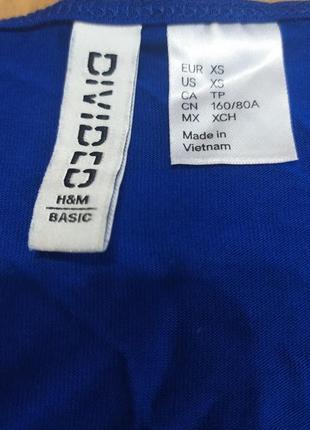 DIVIDED
H&M
BASIC
EUR XS
US XS
CA TP
CN 160/80A
MX XCH
Made in
Vietnam